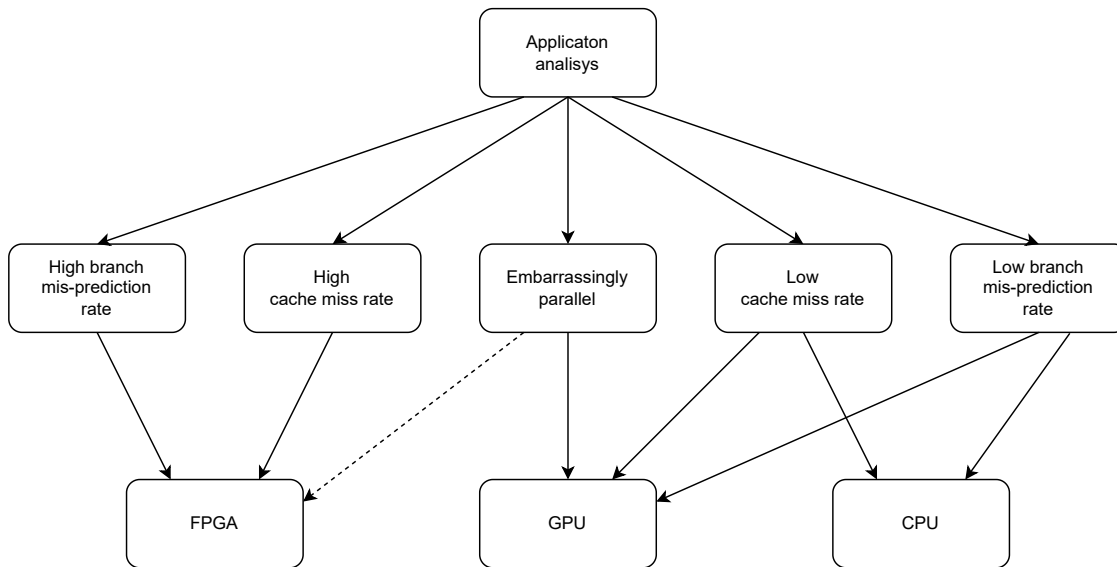 Applicaton
analisys
High branch
mis-prediction
rate
High
cache miss rate
Embarrassingly
parallel
Low
cache miss rate
Low branch
mis-prediction
rate
FPGA
GPU
CPU